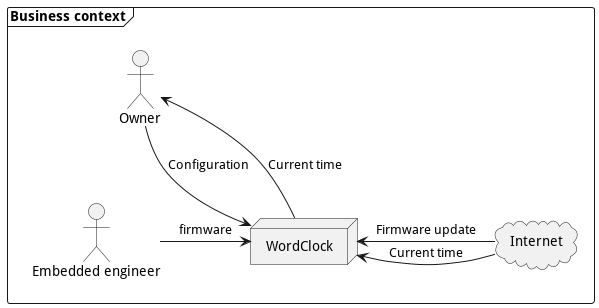 Business context
Owner
Configuration
Current time
firmware
Firmware update
WordClock
Internet
Current time
Embedded engineer